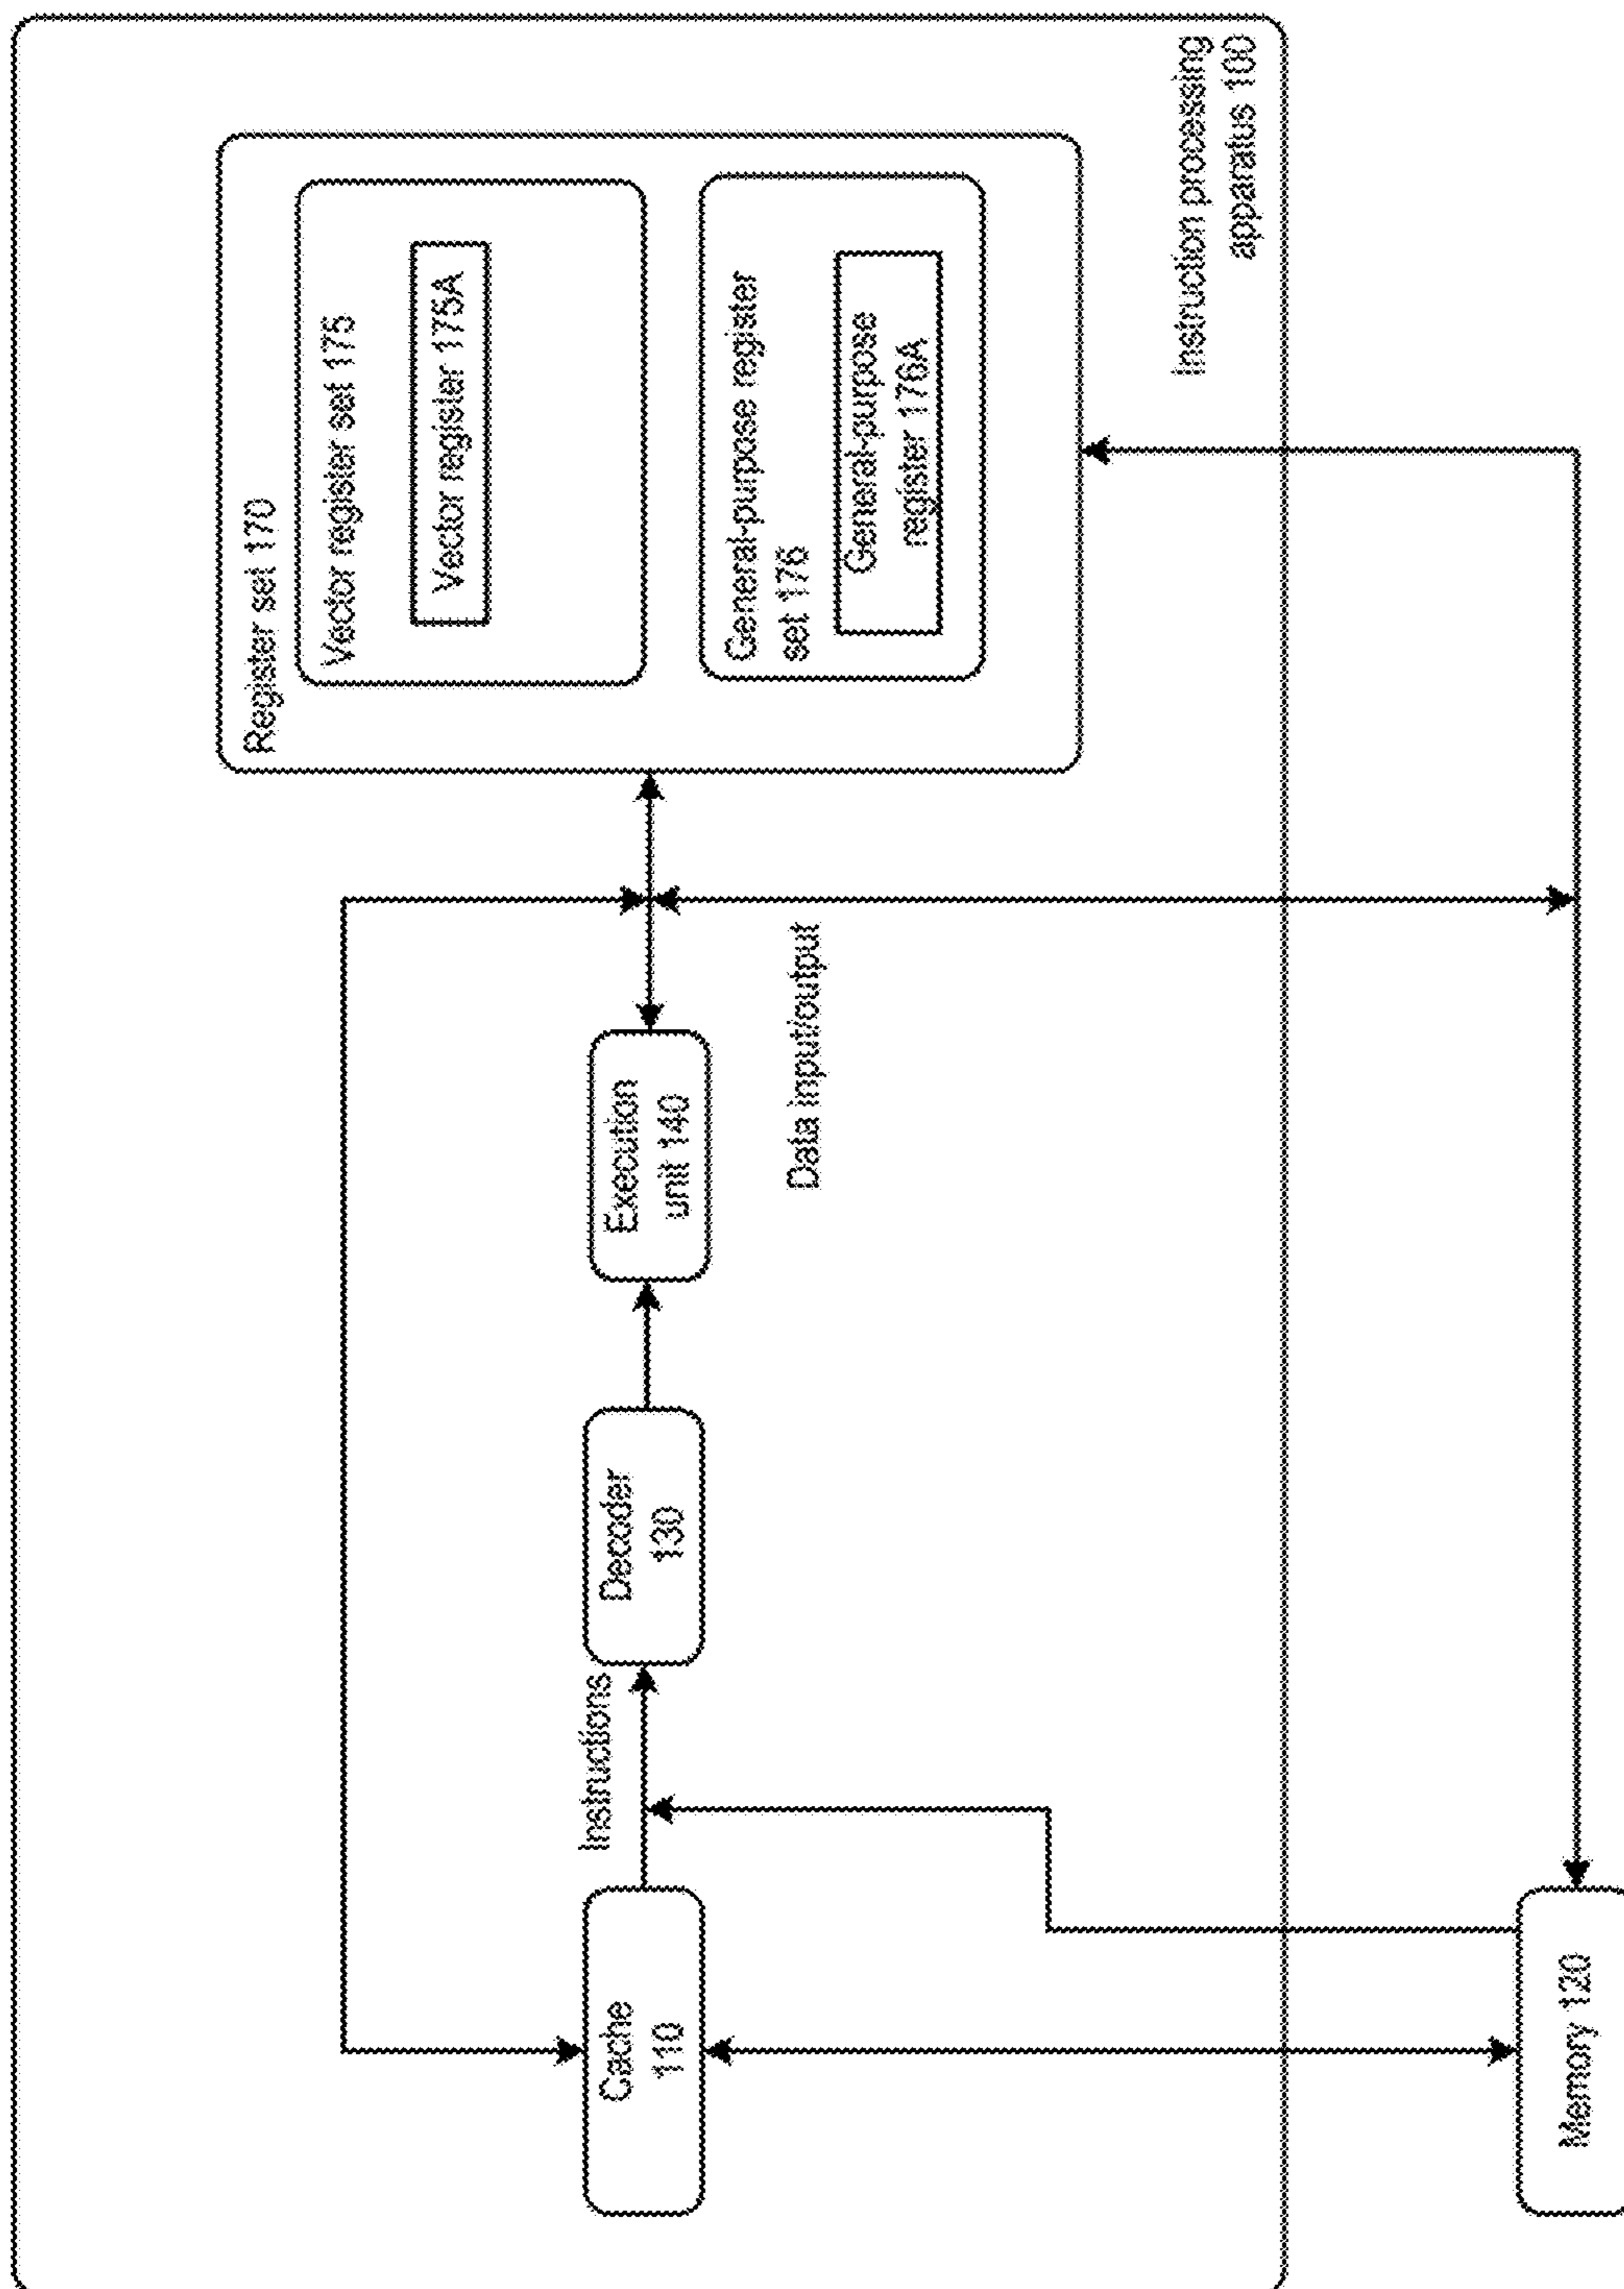 Register set 170
Vector register set 175
Vector register 175A
General-purpose register
set 176
General-purpose
register 176A
Instructions
Cache
110
Decoder
130
Execution
unit 140
Data input/output
Instruction processing
apparatus 100
Memory 120